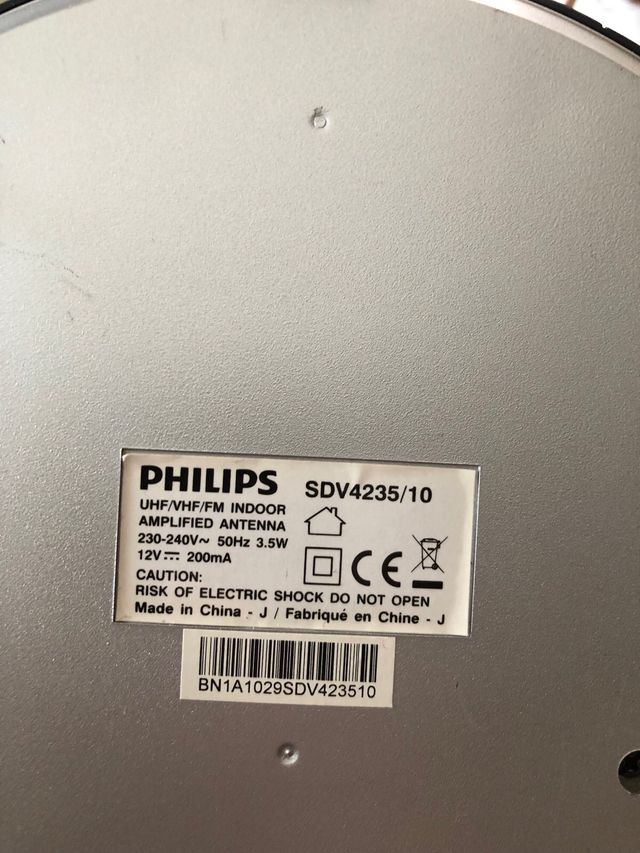 PHILIPS SDV4235/10
UHF/VHF/FM INDOOR
AMPLIFIED ANTENNA
230-240V~ 50Hz 3.5W
12V⎓ 200mA
CE
CAUTION:
RISK OF ELECTRIC SHOCK DO NOT OPEN
Made in China - J / Fabriqué en Chine - J
BN1A1029SDV423510